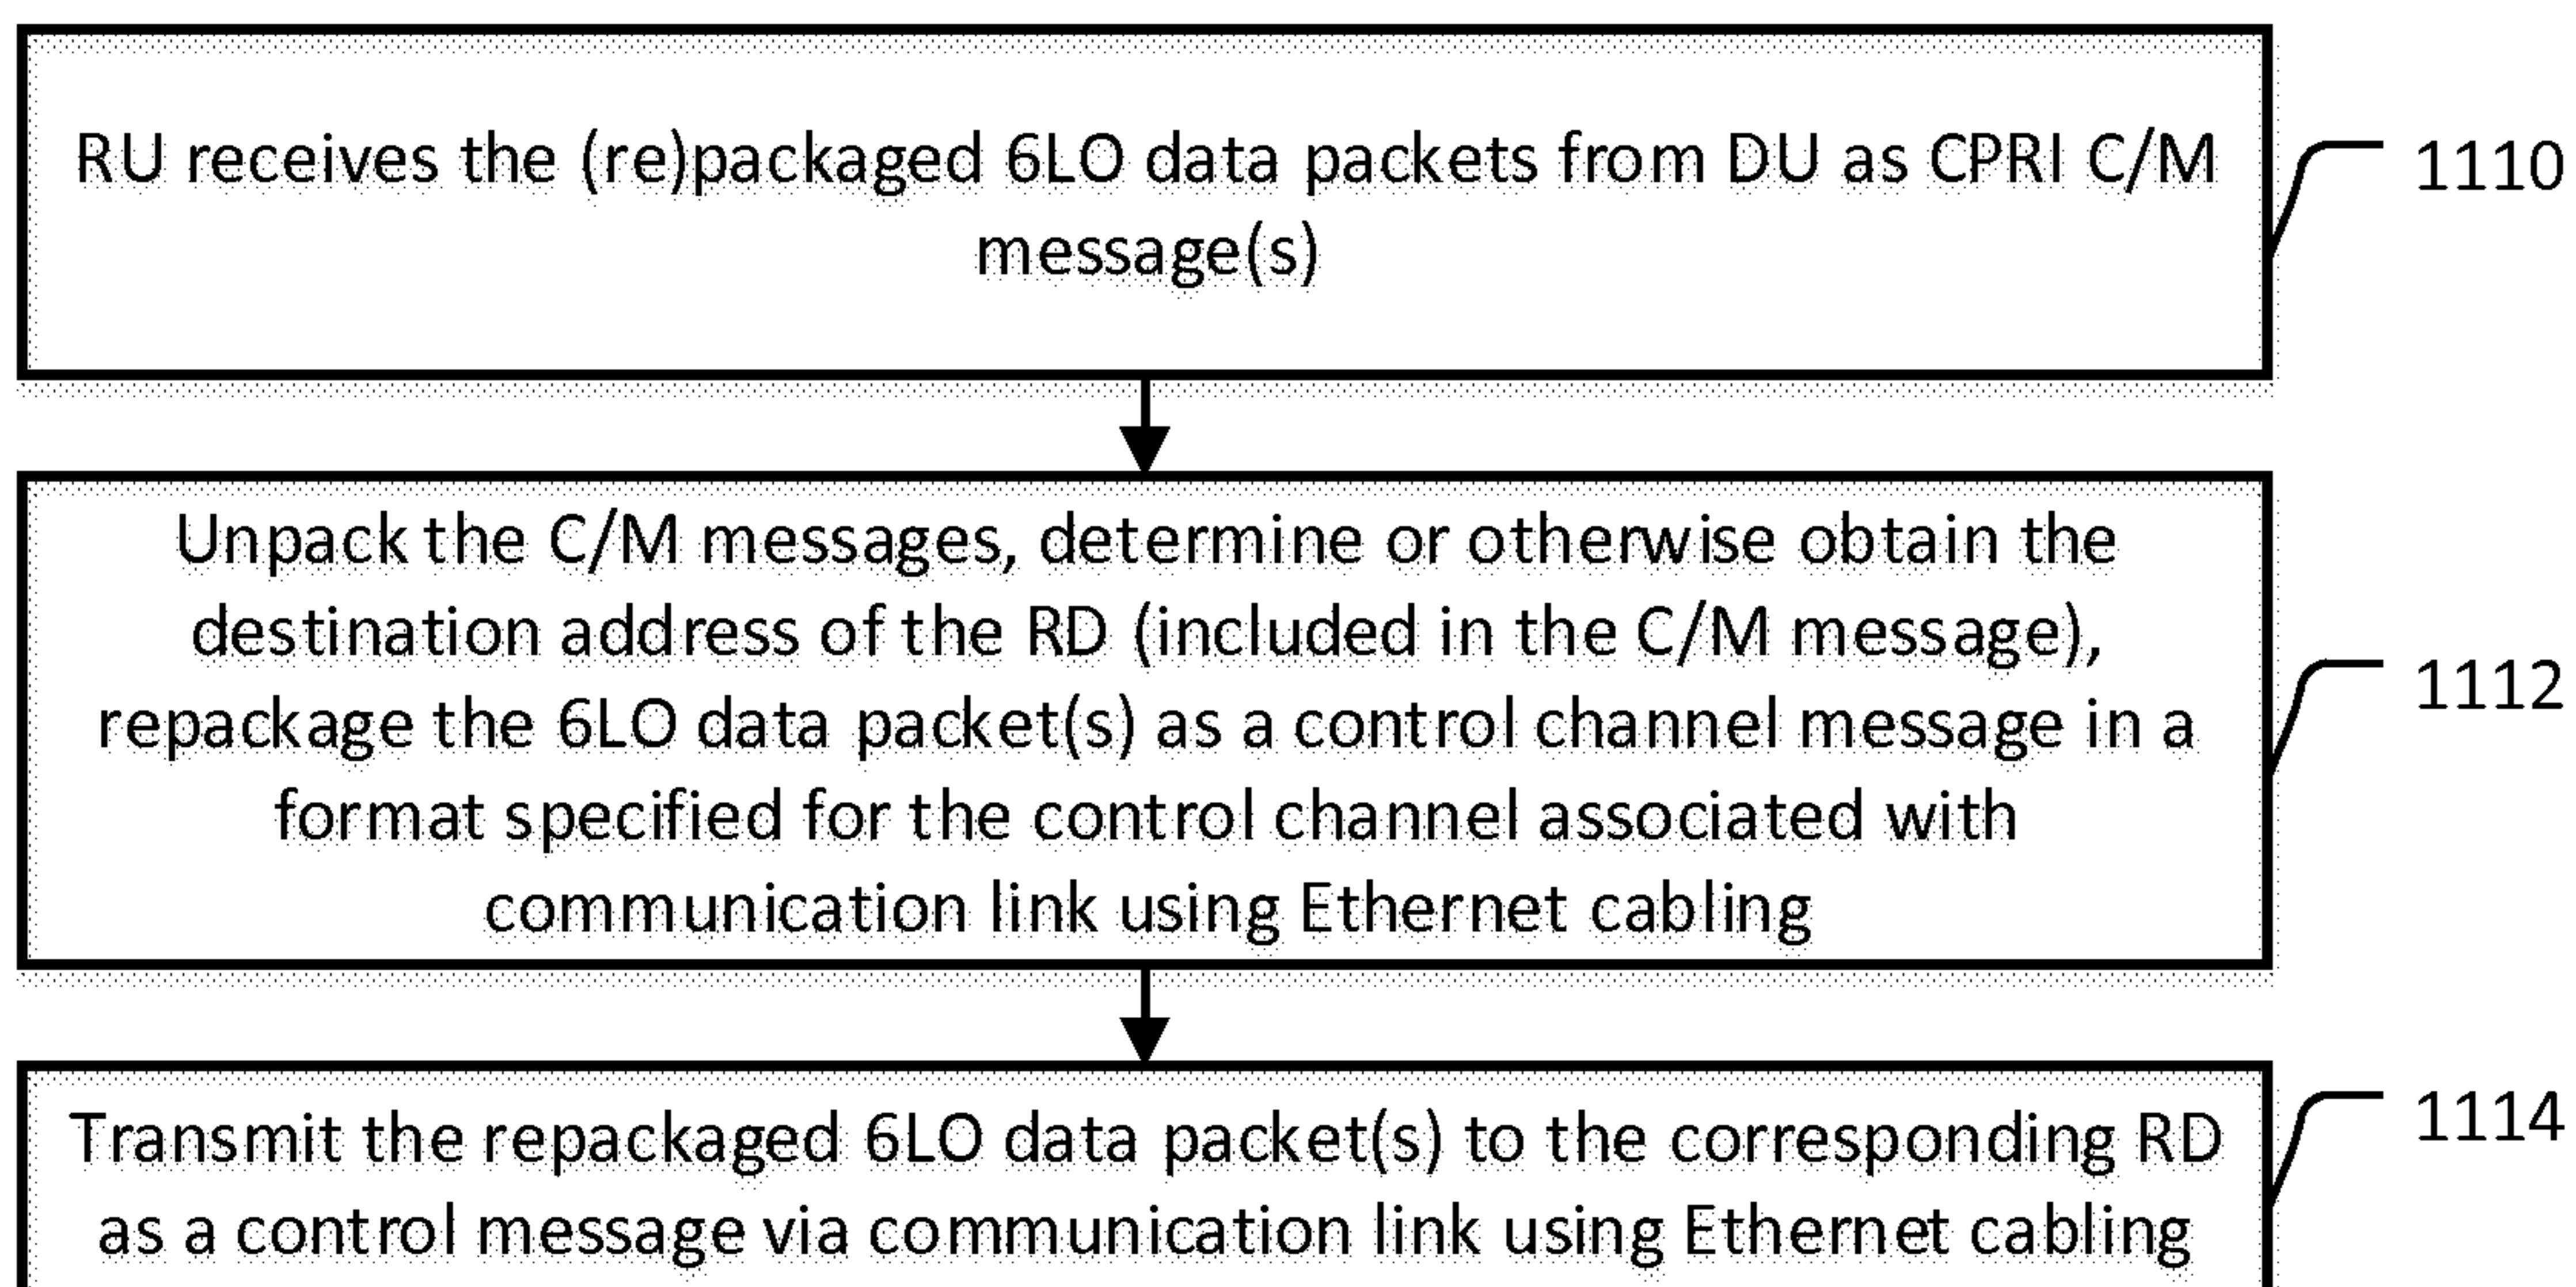 RU receives the (re)packaged 6LO data packets from DU as CPRI C/M
message(s)
1110
Unpack the C/M messages, determine or otherwise obtain the
destination address of the RD (included in the C/M message),
repackage the 6LO data packet(s) as a control channel message in a
format specified for the control channel associated with
communication link using Ethernet cabling
1112
Transmit the repackaged 6LO data packet(s) to the corresponding RD
as a control message via communication link using Ethernet cabling
1114